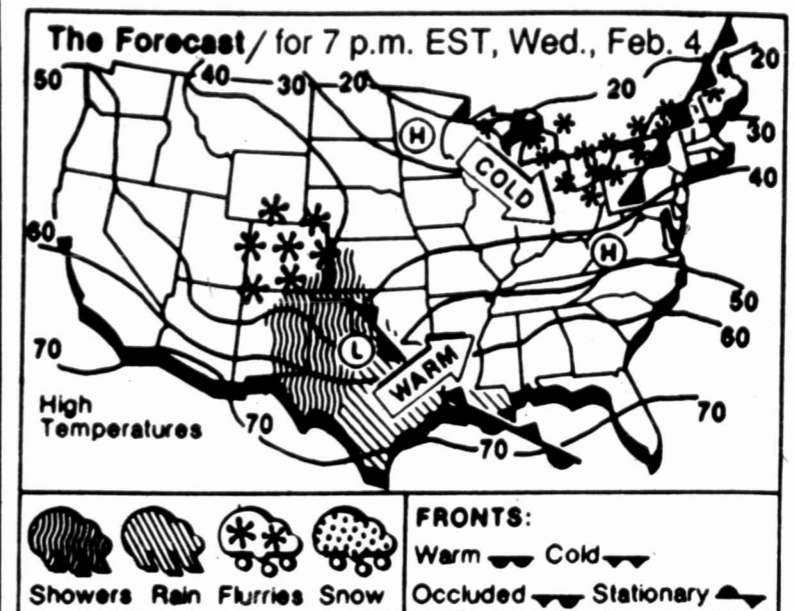 The Forecast / for 7 p.m. EST, Wed., Feb. 4
50 40 30 20 20 20
H
30
COLD
40
60
H
50
60
L
70
WARM
High
Temperatures
70
70
70
FRONTS:
Warm Cold
Showers Rain Flurries Snow
Occluded Stationary